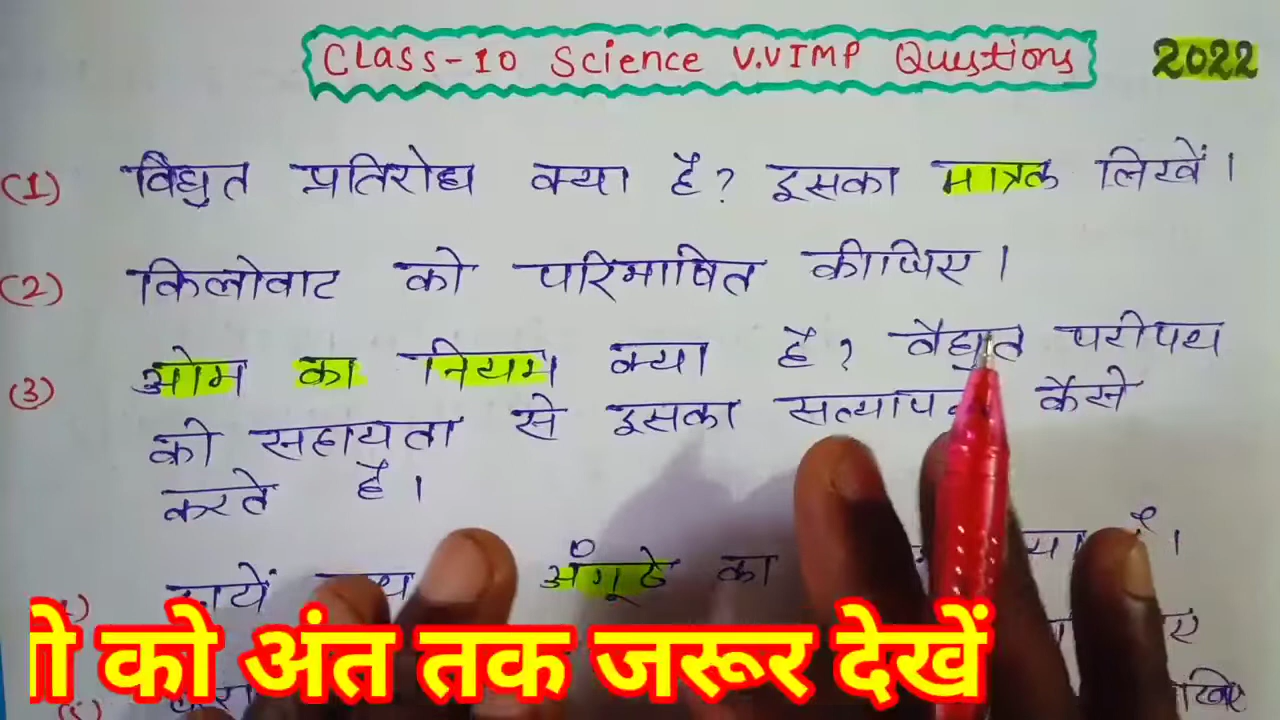 CLASS-10 Science V.VIMP Questions 2022
(1) विद्युत प्रतिरोध क्या है? इसका मात्रक लिखें।
(2) किलोवाट को परिभाषित कीजिए।
(3) ओम का नियम क्या है? वैद्युत परीपथ
की सहायता से इसका सत्यापन कैसे
करते है।
अंगूठे का
को अंत तक जरूर देखें